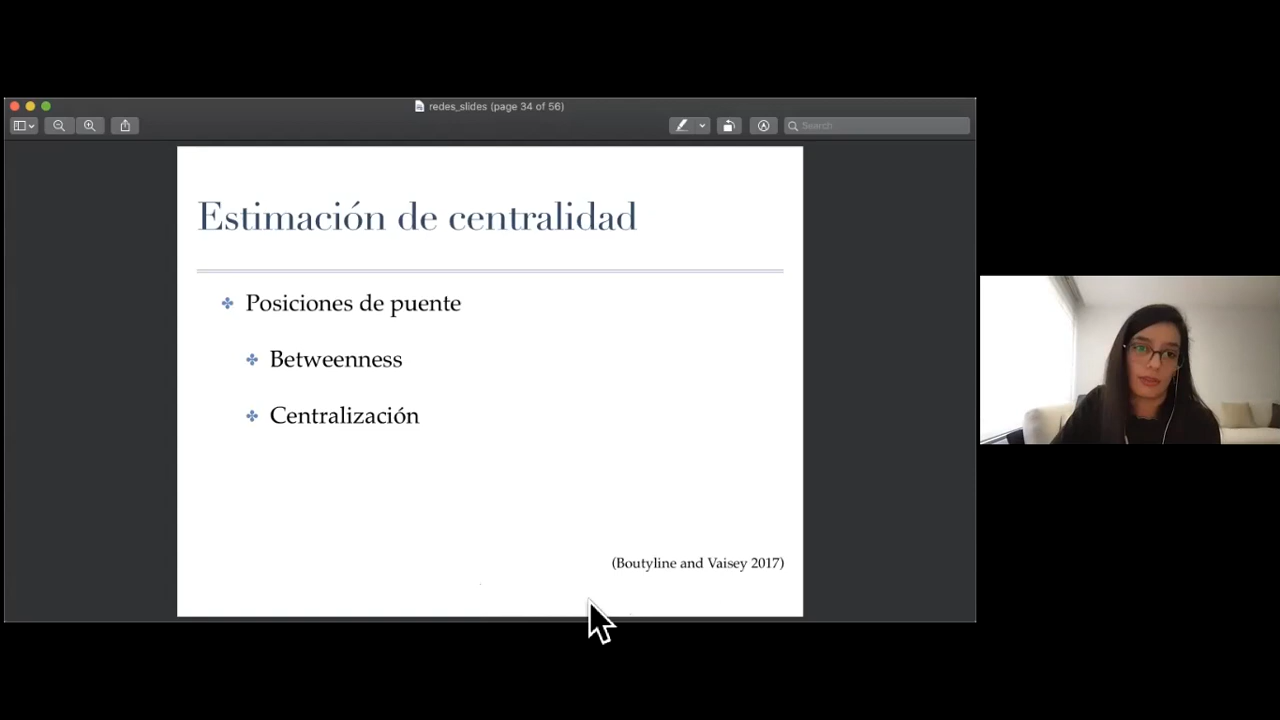 redes_slides (page 34 of 56)
Search
Estimación de centralidad
Posiciones de puente
Betweenness
Centralización
(Boutyline and Vaisey 2017)